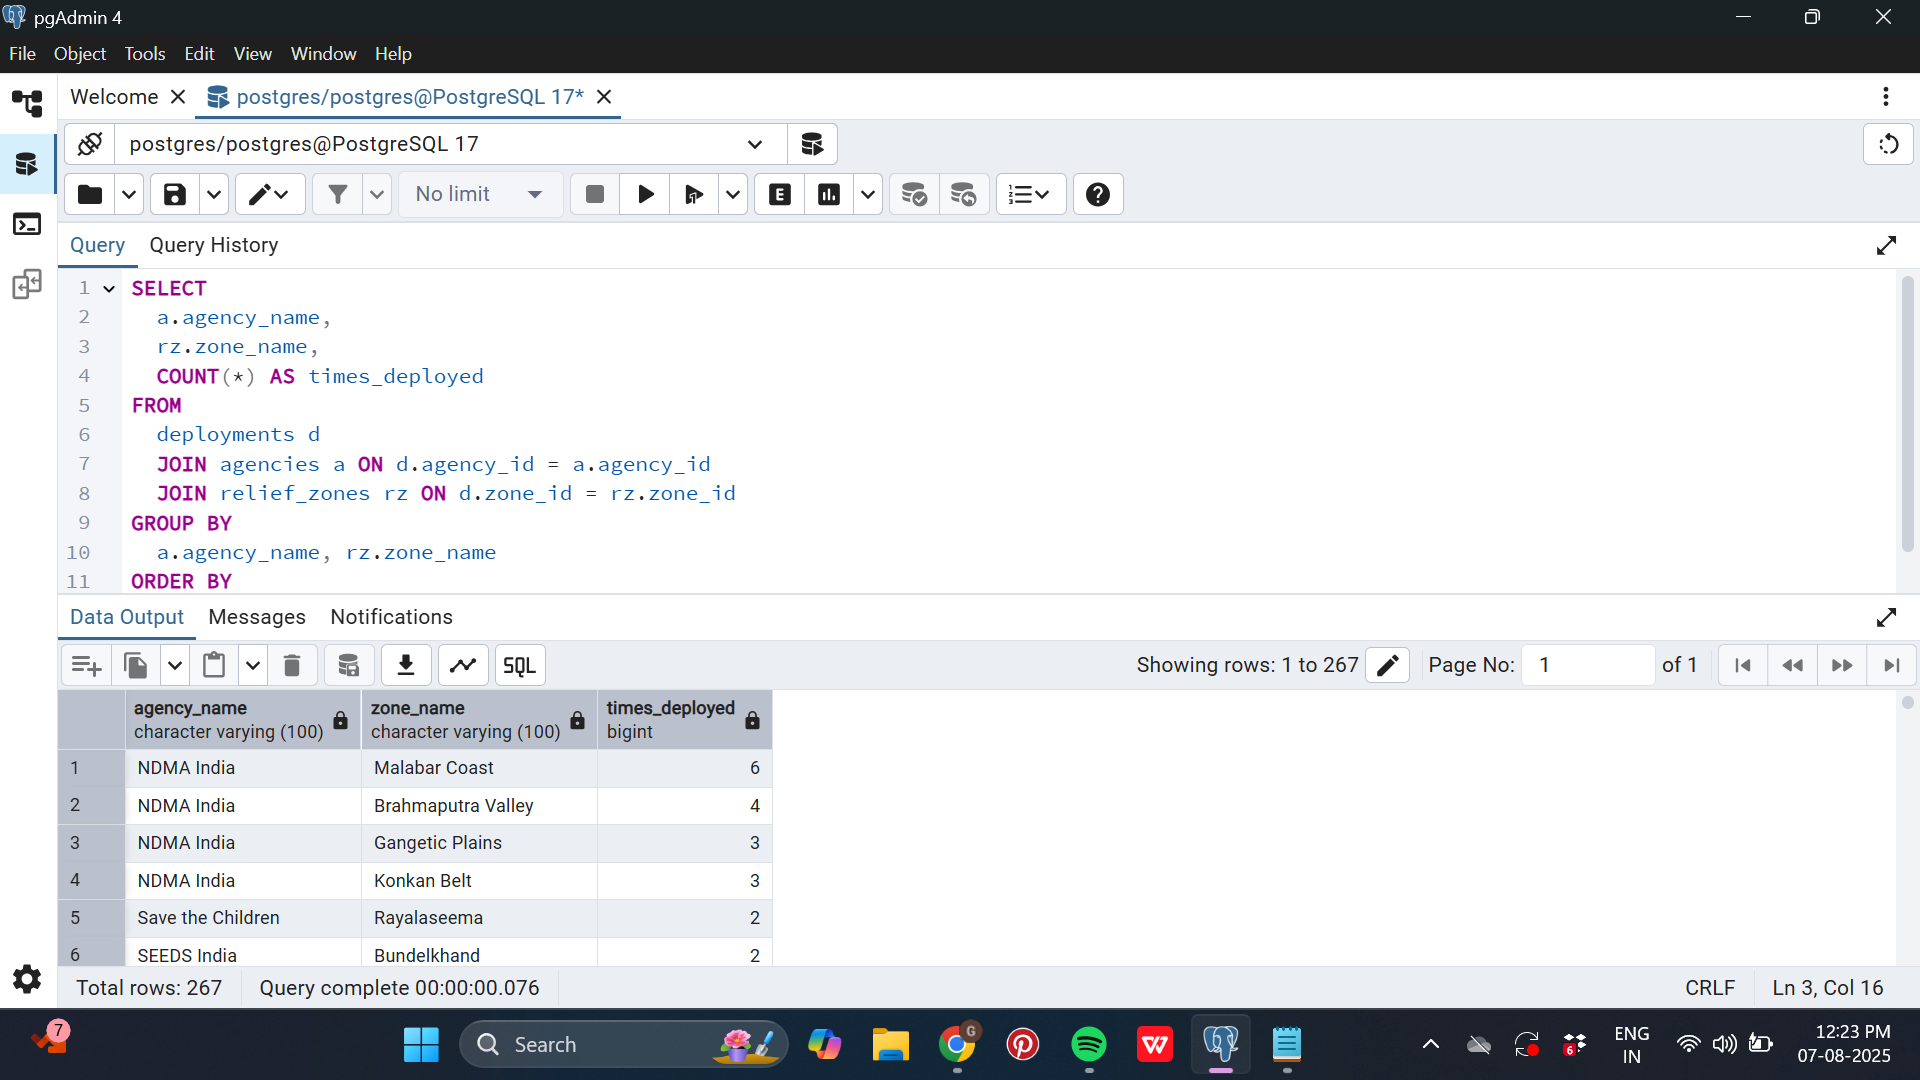 pgAdmin 4
File Object Tools Edit View Window Help
Welcome postgres/postgres@PostgreSQL 17*
postgres/postgres@PostgreSQL 17
No limit E
Query Query History
1 SELECT
2 a.agency_name,
3 rz.zone_name,
4 COUNT(*) AS times_deployed
5 FROM
6 deployments d
7 JOIN agencies a ON d.agency_id = a.agency_id
8 JOIN relief_zones rz ON d.zone_id = rz.zone_id
9 GROUP BY
10 a.agency_name, rz.zone_name
11 ORDER BY
Data Output Messages Notifications
SQL Showing rows: 1 to 267 Page No: 1 of 1
agency_name zone_name times_deployed
character varying (100) character varying (100) bigint
1 NDMA India Malabar Coast 6
2 NDMA India Brahmaputra Valley 4
3 NDMA India Gangetic Plains 3
4 NDMA India Konkan Belt 3
5 Save the Children Rayalaseema 2
6 SEEDS India Bundelkhand 2
Total rows: 267 Query complete 00:00:00.076 CRLF Ln 3, Col 16
7 Search G W 6 ENG 12:23 PM
IN 07-08-2025